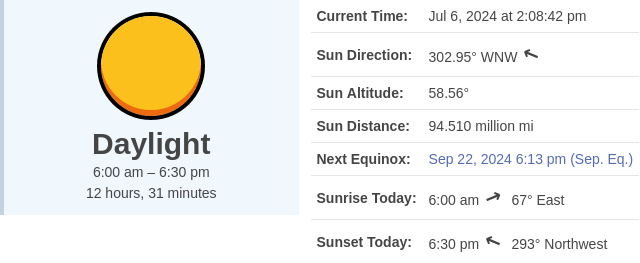 Daylight
6:00 am – 6:30 pm
12 hours, 31 minutes
Current Time: Jul 6, 2024 at 2:08:42 pm
Sun Direction: 302.95° WNW
Sun Altitude: 58.56°
Sun Distance: 94.510 million mi
Next Equinox: Sep 22, 2024 6:13 pm (Sep. Eq.)
Sunrise Today: 6:00 am 67° East
Sunset Today: 6:30 pm 293° Northwest